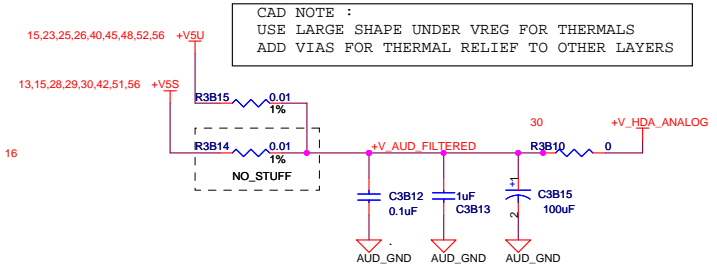 CAD NOTE :
USE LARGE SHAPE UNDER VREG FOR THERMALS
ADD VIAS FOR THERMAL RELIEF TO OTHER LAYERS
15,23,25,26,40,45,48,52,56 +V5U
13,15,28,29,30,42,51,56 +V5S
R3B15 0.01
1%
16
R3B14 0.01
1%
NO_STUFF
+V_AUD_FILTERED
30
R3B10 0
+V_HDA_ANALOG
C3B12
0.1uF
1uF
C3B13
+1
2
C3B15
100uF
AUD_GND
AUD_GND
AUD_GND